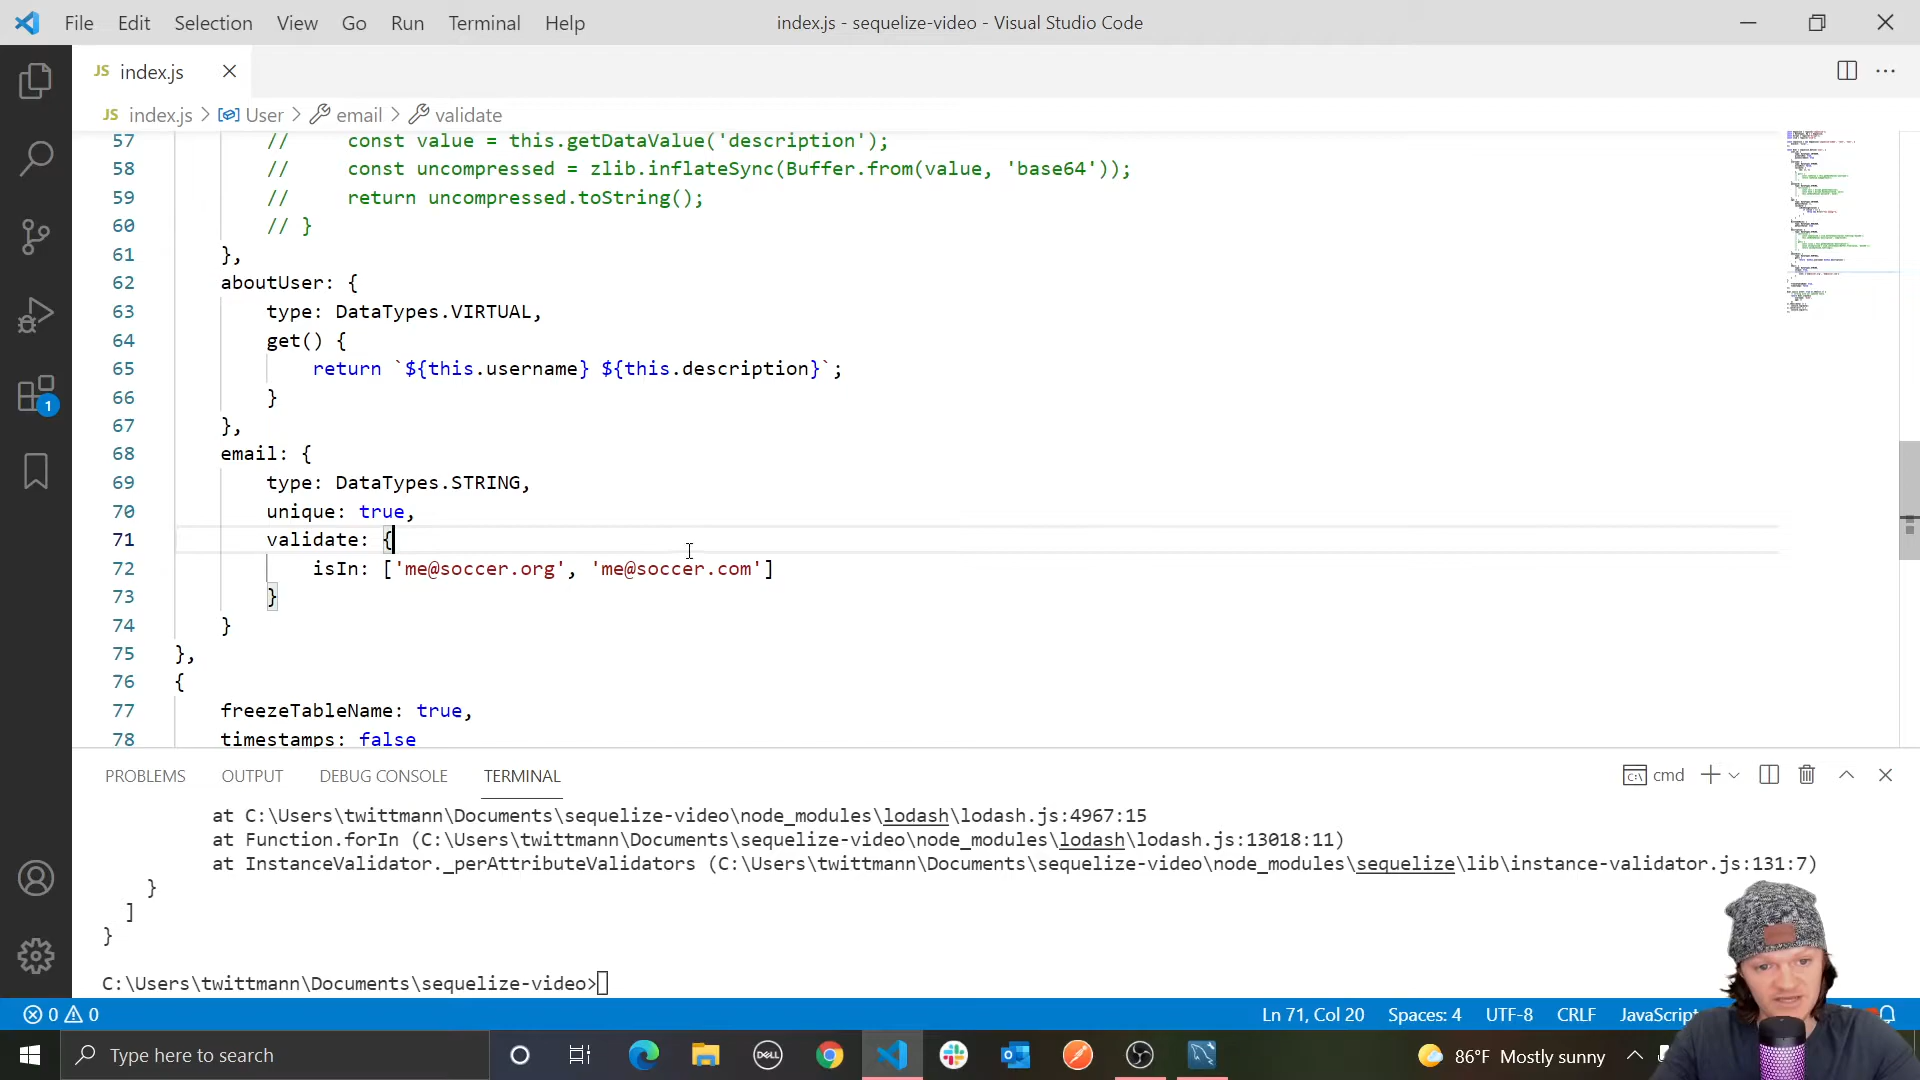 File Edit Selection View Go Run Terminal Help index.js - sequelize-video - Visual Studio Code
JS index.js
JS index.js > User > email > validate
57 // const value = this.getDataValue('description');
58 // const uncompressed = zlib.inflateSync(Buffer.from(value, 'base64'));
59 // return uncompressed.toString();
60 // }
61 },
62 aboutUser: {
63 type: DataTypes.VIRTUAL,
64 get() {
65 return `${this.username} ${this.description}`;
66 }
67 },
68 email: {
69 type: DataTypes.STRING,
70 unique: true,
71 validate: {
72 isIn: ['me@soccer.org', 'me@soccer.com']
73 }
74 }
75 },
76 {
77 freezeTableName: true,
78 timestamps: false
PROBLEMS OUTPUT DEBUG CONSOLE TERMINAL cmd
at C:\Users\twittmann\Documents\sequelize-video\node_modules\lodash\lodash.js:4967:15
at Function.forIn (C:\Users\twittmann\Documents\sequelize-video\node_modules\lodash\lodash.js:13018:11)
at InstanceValidator._perAttributeValidators (C:\Users\twittmann\Documents\sequelize-video\node_modules\sequelize\lib\instance-validator.js:131:7)
}
]
}
C:\Users\twittmann\Documents\sequelize-video>
1
0 0 Ln 71, Col 20 Spaces: 4 UTF-8 CRLF JavaScript
Type here to search DELL 86°F Mostly sunny